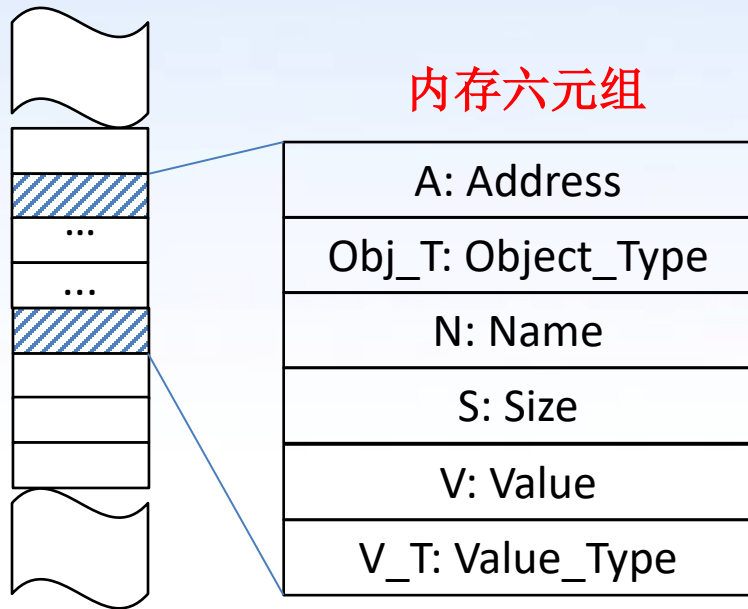 内存六元组
A: Address
...
Obj_T: Object_Type
...
N: Name
S: Size
V: Value
V_T: Value_Type